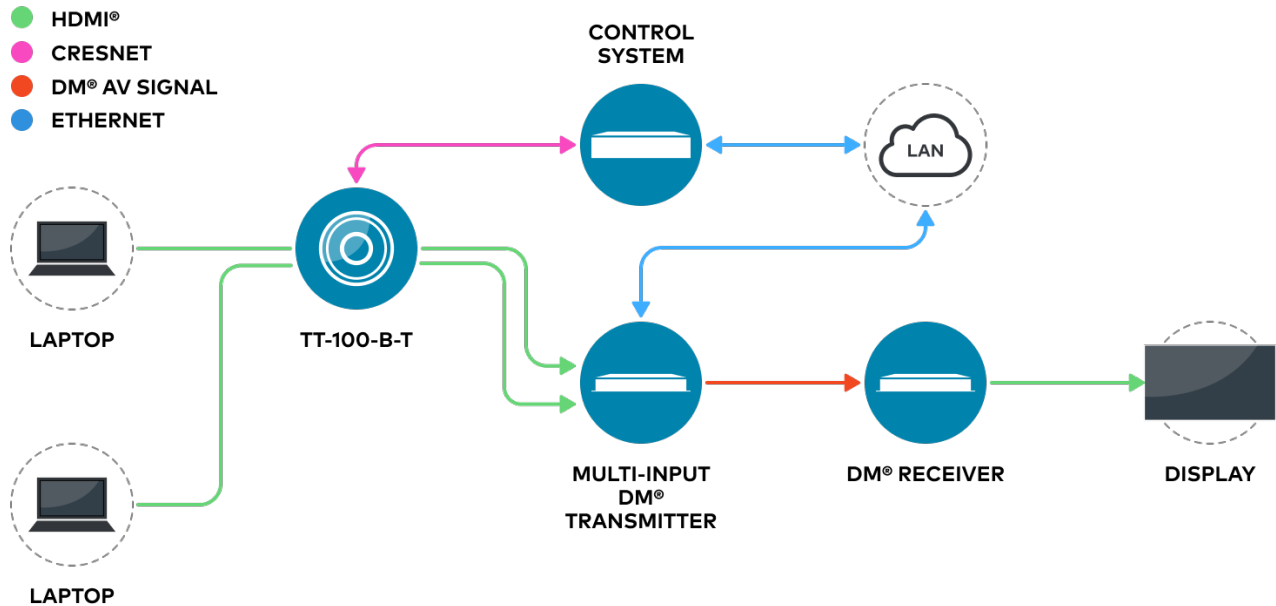 HDMI®
CRESNET
DM® AV SIGNAL
ETHERNET
CONTROL
SYSTEM
LAN
LAPTOP
TT-100-B-T
MULTI-INPUT
DM®
TRANSMITTER
DM® RECEIVER
DISPLAY
LAPTOP